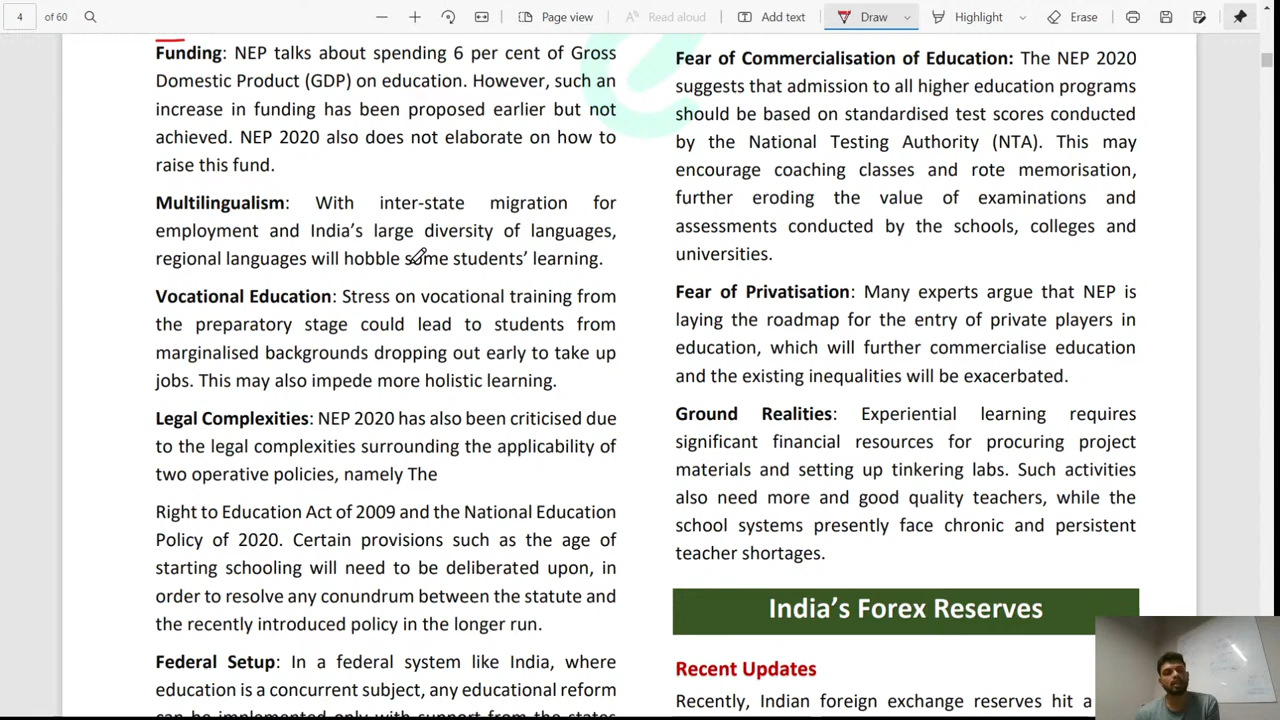 4 of 60
Page view
Read aloud
Add text
Draw
Highlight
Erase
Funding: NEP talks about spending 6 per cent of Gross
Domestic Product (GDP) on education. However, such an
increase in funding has been proposed earlier but not
achieved. NEP 2020 also does not elaborate on how to
raise this fund.
Multilingualism: With inter-state migration for
employment and India’s large diversity of languages,
regional languages will hobble some students’ learning.
Vocational Education: Stress on vocational training from
the preparatory stage could lead to students from
marginalised backgrounds dropping out early to take up
jobs. This may also impede more holistic learning.
Legal Complexities: NEP 2020 has also been criticised due
to the legal complexities surrounding the applicability of
two operative policies, namely The
Right to Education Act of 2009 and the National Education
Policy of 2020. Certain provisions such as the age of
starting schooling will need to be deliberated upon, in
order to resolve any conundrum between the statute and
the recently introduced policy in the longer run.
Federal Setup: In a federal system like India, where
education is a concurrent subject, any educational reform
can be implemented only with support from the states
Fear of Commercialisation of Education: The NEP 2020
suggests that admission to all higher education programs
should be based on standardised test scores conducted
by the National Testing Authority (NTA). This may
encourage coaching classes and rote memorisation,
further eroding the value of examinations and
assessments conducted by the schools, colleges and
universities.
Fear of Privatisation: Many experts argue that NEP is
laying the roadmap for the entry of private players in
education, which will further commercialise education
and the existing inequalities will be exacerbated.
Ground Realities: Experiential learning requires
significant financial resources for procuring project
materials and setting up tinkering labs. Such activities
also need more and good quality teachers, while the
school systems presently face chronic and persistent
teacher shortages.
India’s Forex Reserves
Recent Updates
Recently, Indian foreign exchange reserves hit a